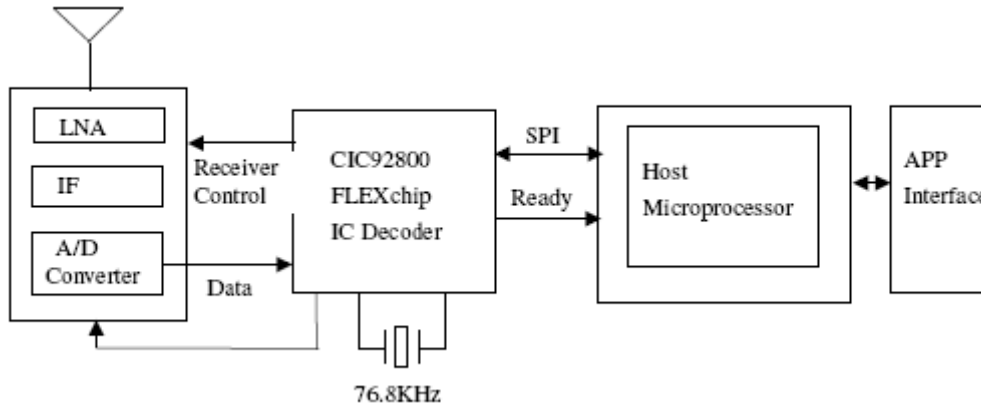 LNA
IF
A/D
Converter
Receiver
Control
Data
CIC92800
FLEXchip
IC Decoder
76.8KHz
SPI
Ready
Host
Microprocessor
APP
Interface